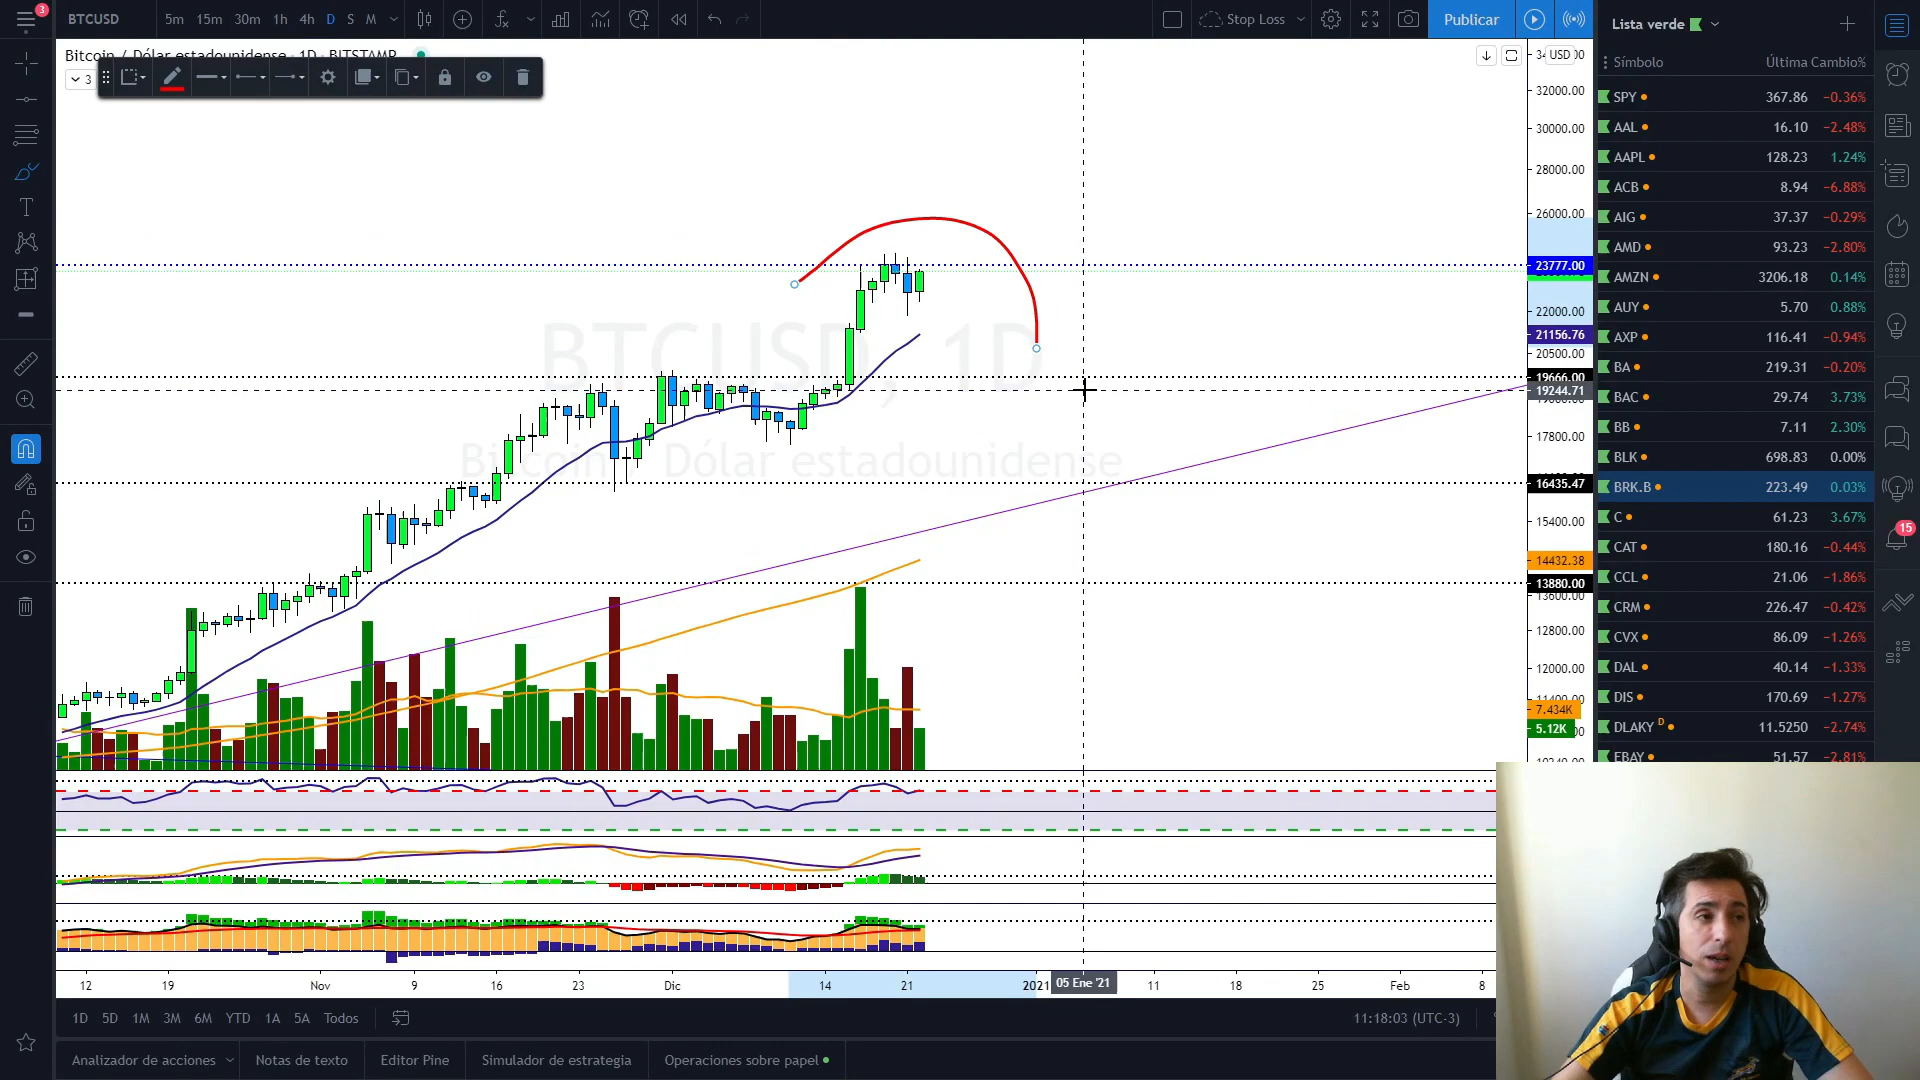 3
BTCUSD
5m 15m 30m 1h 4h D S M
Stop Loss
Publicar
Lista verde
Bitcoin / Dólar estadounidense · 1D · BITSTAMP
3
USD
Símbolo Última Cambio%
SPY 367.86 −0.36%
AAL 16.10 −2.48%
AAPL 128.23 1.24%
ACB 8.94 −6.88%
AIG 37.37 −0.29%
AMD 93.23 −2.80%
AMZN 3206.18 0.14%
AUY 5.70 0.88%
AXP 116.41 −0.94%
BA 219.31 −0.20%
BAC 29.74 3.73%
BB 7.11 2.30%
BLK 698.83 0.00%
BRK.B 223.49 0.03%
C 61.23 3.67%
CAT 180.16 −0.44%
CCL 21.06 −1.86%
CRM 226.47 −0.42%
CVX 86.09 −1.26%
DAL 40.14 −1.33%
DIS 170.69 −1.27%
DLAKY D 11.5250 −2.74%
EBAY 51.57 −2.81%
15
32000.00
30000.00
28000.00
26000.00
23777.00
22000.00
21156.76
20500.00
19666.00
19244.71
17800.00
16435.47
15400.00
14432.38
13880.00
13600.00
12800.00
12000.00
11400.00
7.434K
5.12K
BTCUSD, 1D
Bitcoin / Dólar estadounidense
12 19 Nov 9 16 23 Dic 14 21 2021 05 Ene '21 11 18 25 Feb 8
1D 5D 1M 3M 6M YTD 1A 5A Todos
11:18:03 (UTC-3)
Analizador de acciones Notas de texto Editor Pine Simulador de estrategia Operaciones sobre papel